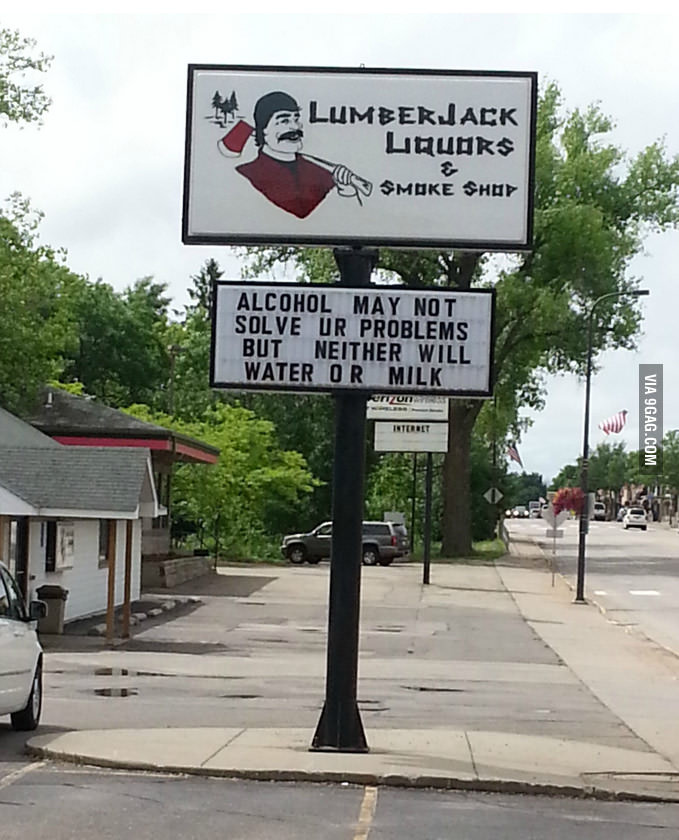 LUMBERJACK
LIQUORS
&
SMOKE SHOP
ALCOHOL MAY NOT
SOLVE UR PROBLEMS
BUT NEITHER WILL
WATER OR MILK
WIRELESS
INTERNET
VIA 9GAG.COM